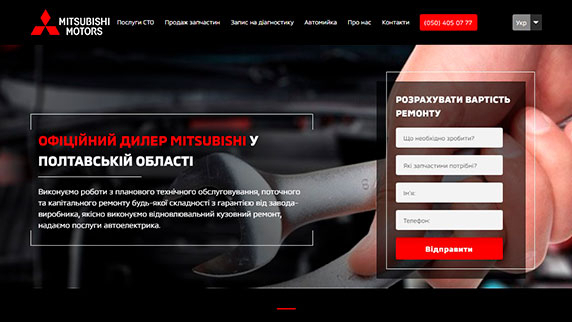 MITSUBISHI
MOTORS
Послуги СТО Продаж запчастин Запис на діагностику Автомийка Про нас Контакти (050) 405 07 77 Укр
РОЗРАХУВАТИ ВАРТІСТЬ
РЕМОНТУ
Що необхідно зробити?
Які запчастини потрібні?
Ім'я:
Телефон:
Відправити
ОФІЦІЙНИЙ ДИЛЕР MITSUBISHI У
ПОЛТАВСЬКІЙ ОБЛАСТІ
Виконуємо роботи з планового технічного обслуговування, поточного
та капітального ремонту будь-якої складності з гарантією від завода-
виробника, якісно виконуємо відновлювальний кузовний ремонт,
надаємо послуги автоелектрика.